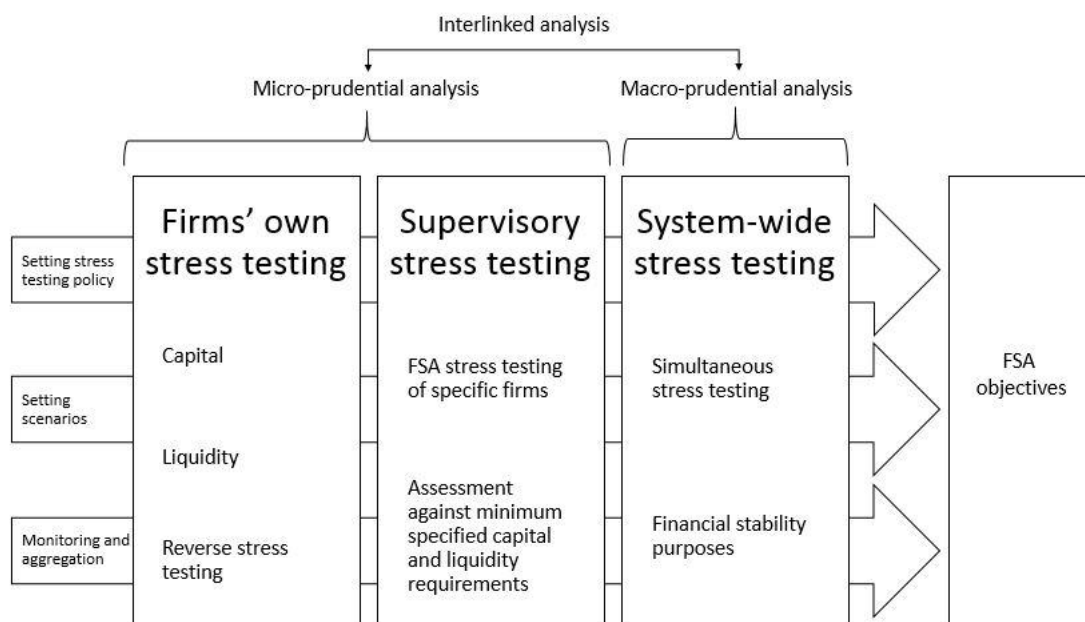 Interlinked analysis
Micro-prudential analysis
Macro-prudential analysis
Firms’ own
stress testing
Supervisory
stress testing
System-wide
stress testing
Setting stress
testing policy
Capital
FSA stress testing
of specific firms
Simultaneous
stress testing
FSA
objectives
Setting
scenarios
Liquidity
Assessment
against minimum
specified capital
and liquidity
requirements
Financial stability
purposes
Monitoring and
aggregation
Reverse stress
testing